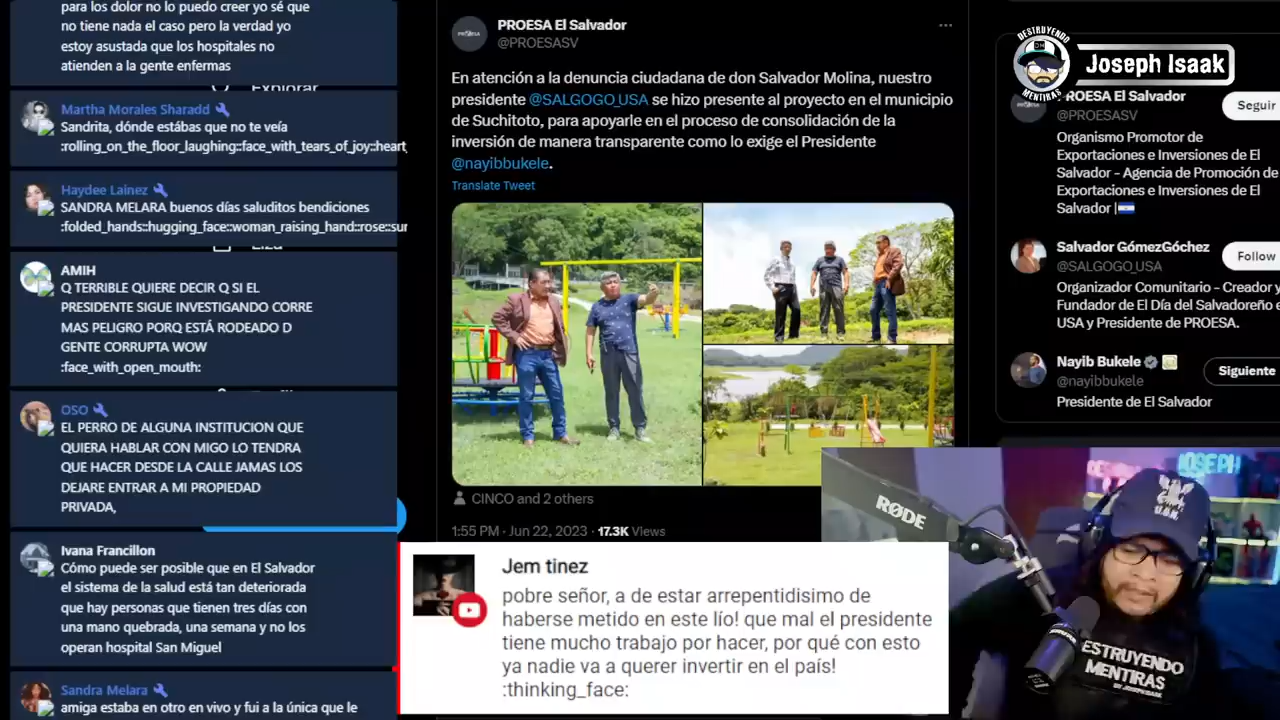 para los dolor no lo puedo creer yo sé que
no tiene nada el caso pero la verdad yo
estoy asustada que los hospitales no
atienden a la gente enfermas
Explorar
Martha Morales Sharadd
Sandrita, dónde estábas que no te veía
:rolling_on_the_floor_laughing::face_with_tears_of_joy::heart_
Haydee Lainez
SANDRA MELARA buenos días saluditos bendiciones
:folded_hands::hugging_face::woman_raising_hand::rose::sur
AMIH
Q TERRIBLE QUIERE DECIR Q SI EL
PRESIDENTE SIGUE INVESTIGANDO CORRE
MAS PELIGRO PORQ ESTÁ RODEADO D
GENTE CORRUPTA WOW
:face_with_open_mouth:
OSO
EL PERRO DE ALGUNA INSTITUCION QUE
QUIERA HABLAR CON MIGO LO TENDRA
QUE HACER DESDE LA CALLE JAMAS LOS
DEJARE ENTRAR A MI PROPIEDAD
PRIVADA,
Ivana Francillon
Cómo puede ser posible que en El Salvador
el sistema de la salud está tan deteriorada
que hay personas que tienen tres días con
una mano quebrada, una semana y no los
operan hospital San Miguel
Sandra Melara
amiga estaba en otro en vivo y fui a la única que le
PROESA El Salvador
@PROESASV
En atención a la denuncia ciudadana de don Salvador Molina, nuestro
presidente @SALGOGO_USA se hizo presente al proyecto en el municipio
de Suchitoto, para apoyarle en el proceso de consolidación de la
inversión de manera transparente como lo exige el Presidente
@nayibbukele.
Translate Tweet
CINCO and 2 others
1:55 PM · Jun 22, 2023 · 17.3K Views
Jem tinez
pobre señor, a de estar arrepentidisimo de
haberse metido en este lío! que mal el presidente
tiene mucho trabajo por hacer, por qué con esto
ya nadie va a querer invertir en el país!
:thinking_face:
DESTRUYENDO
MENTIRAS
Joseph Isaak
PROESA El Salvador
@PROESASV
Seguir
Organismo Promotor de
Exportaciones e Inversiones de El
Salvador - Agencia de Promoción de
Exportaciones e Inversiones de El
Salvador |
Salvador GómezGóchez
@SALGOGO_USA
Follow
Organizador Comunitario - Creador y
Fundador de El Día del Salvadoreño
USA y Presidente de PROESA.
Nayib Bukele
@nayibbukele
Siguiente
Presidente de El Salvador
RØDE
JOSEPH
DESTRUYENDO
MENTIRAS
BY JOSEPH ISAAK